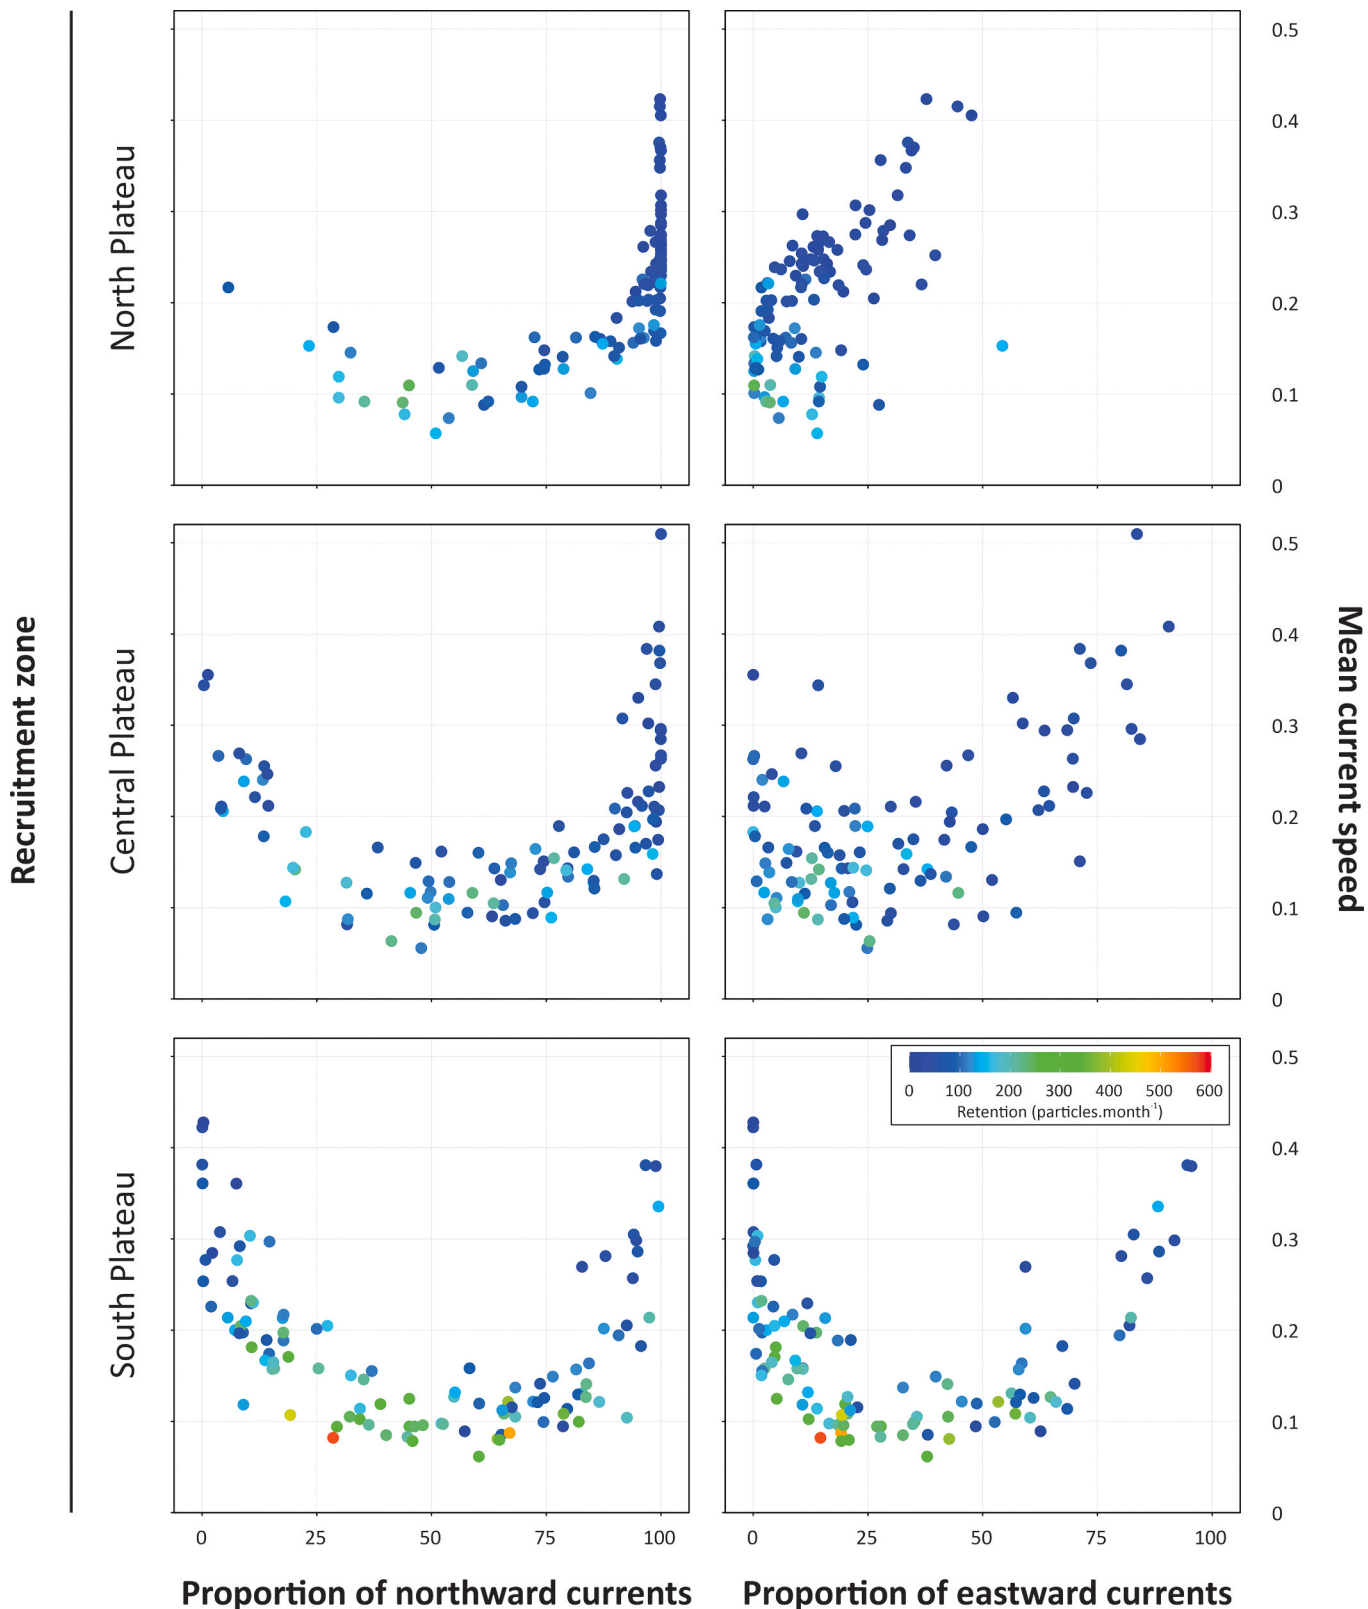 Recruitment zone
North Plateau
Central Plateau
South Plateau
0.5
0.4
0.3
0.2
0.1
0
0.5
0.4
0.3
0.2
0.1
0
0.5
0.4
0.3
0.2
0.1
0
Mean current speed
0 100 200 300 400 500 600
Retention (particles.month⁻¹)
0 25 50 75 100
0 25 50 75 100
Proportion of northward currents
Proportion of eastward currents